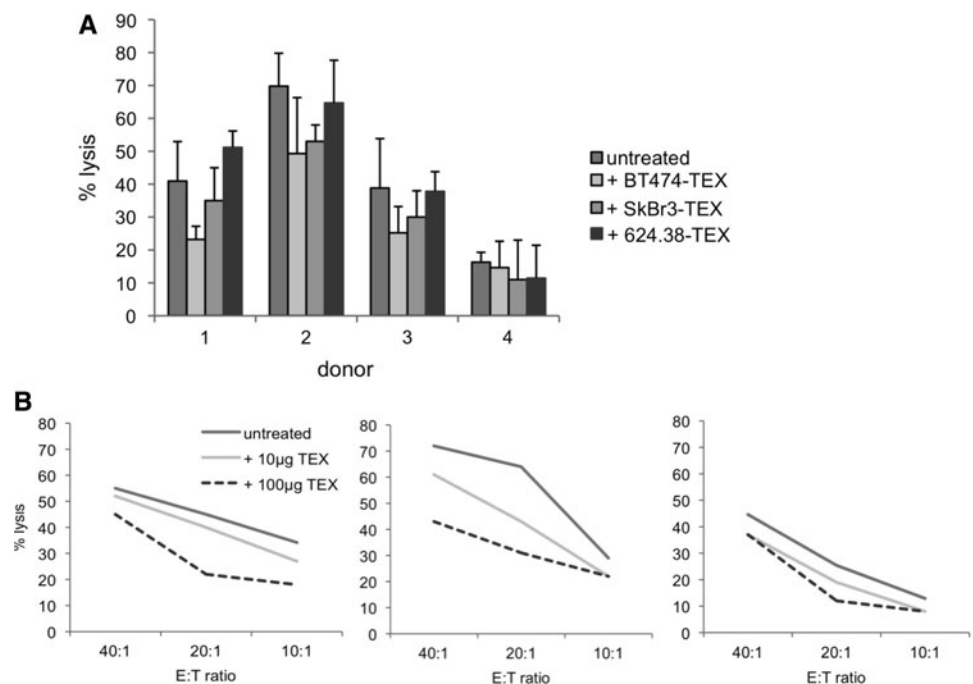 A
90
80
70
60
50
40
30
20
10
0
% lysis
1 2 3 4
donor
untreated
+ BT474-TEX
+ SkBr3-TEX
+ 624.38-TEX
B
80
70
60
50
40
30
20
10
0
% lysis
untreated
+ 10µg TEX
+ 100µg TEX
40:1 20:1 10:1
E:T ratio
80
70
60
50
40
30
20
10
0
40:1 20:1 10:1
E:T ratio
80
70
60
50
40
30
20
10
0
40:1 20:1 10:1
E:T ratio